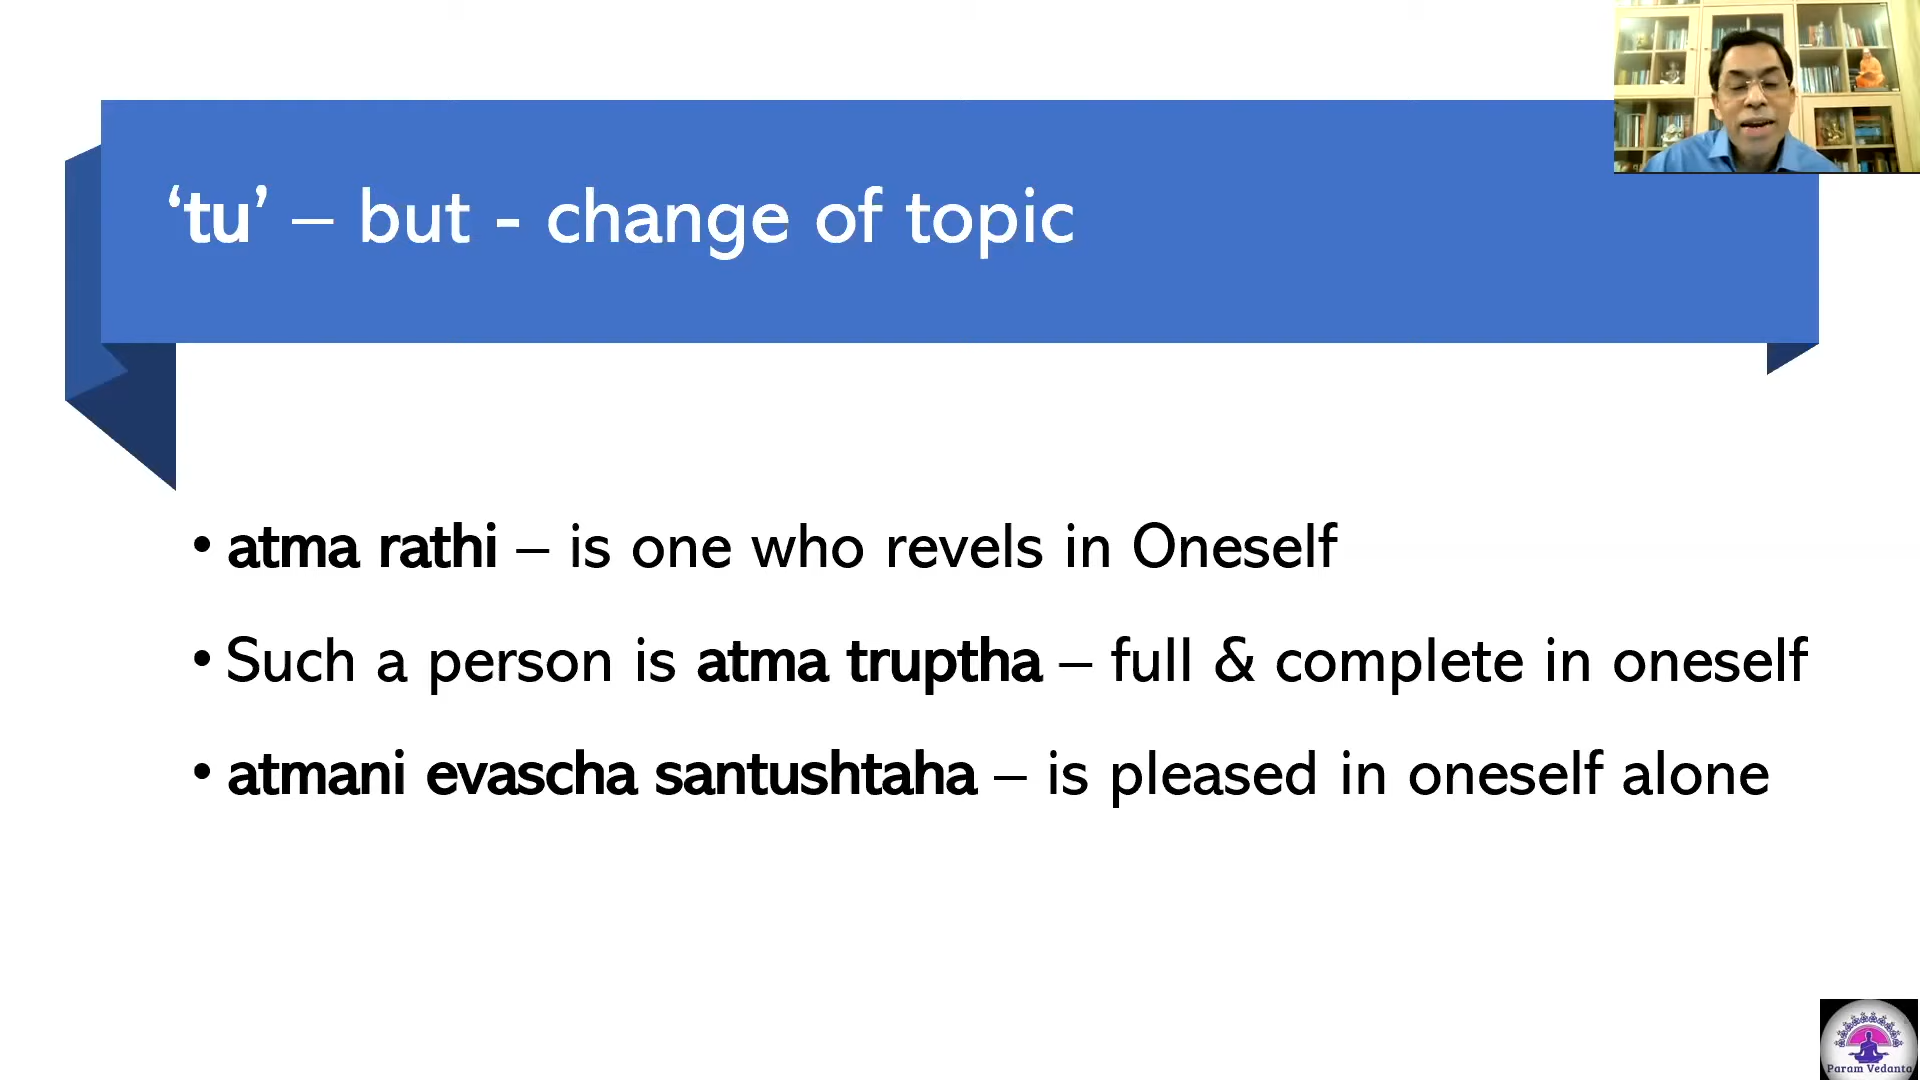 ‘tu’ – but - change of topic
• atma rathi – is one who revels in Oneself
• Such a person is atma truptha – full & complete in oneself
• atmani evascha santushtaha – is pleased in oneself alone
Param Vedanta